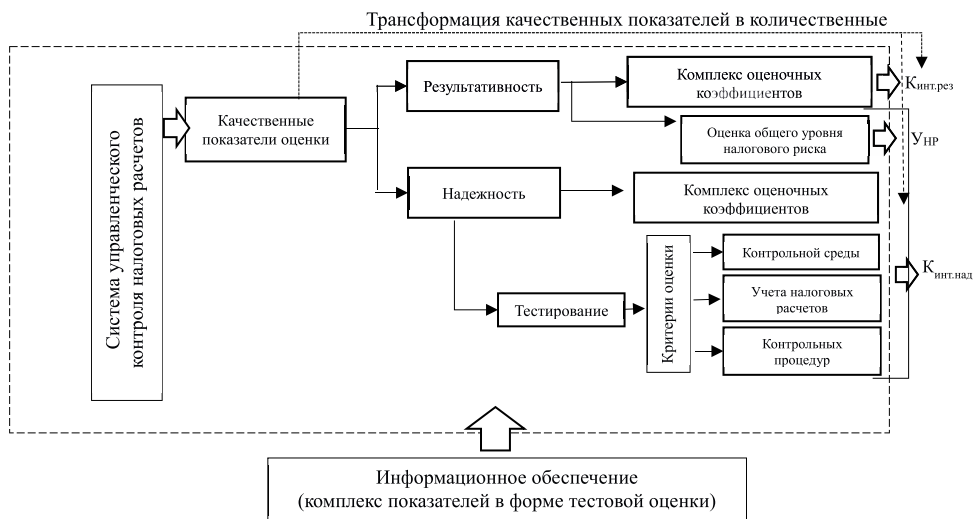 Трансформация качественных показателей в количественные
Система управленческого
контроля налоговых расчетов
Качественные
показатели оценки
Результативность
Комплекс оценочных
коэффициентов
Кинт.рез
Оценка общего уровня
налогового риска
УНР
Надежность
Комплекс оценочных
коэффициентов
Тестирование
Критерии оценки
Контрольной среды
Учета налоговых
расчетов
Контрольных
процедур
Кинт.над
Информационное обеспечение
(комплекс показателей в форме тестовой оценки)